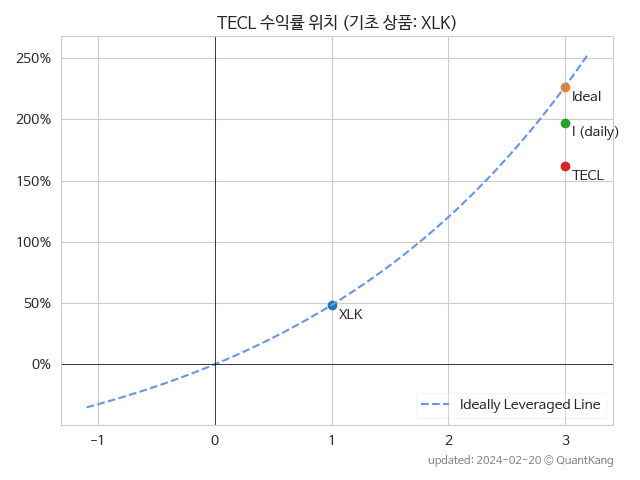 TECL 수익률 위치 (기초 상품: XLK)
250%
200%
150%
100%
50%
0%
Ideal
I (daily)
TECL
XLK
Ideally Leveraged Line
−1
0
1
2
3
updated: 2024-02-20 © QuantKang